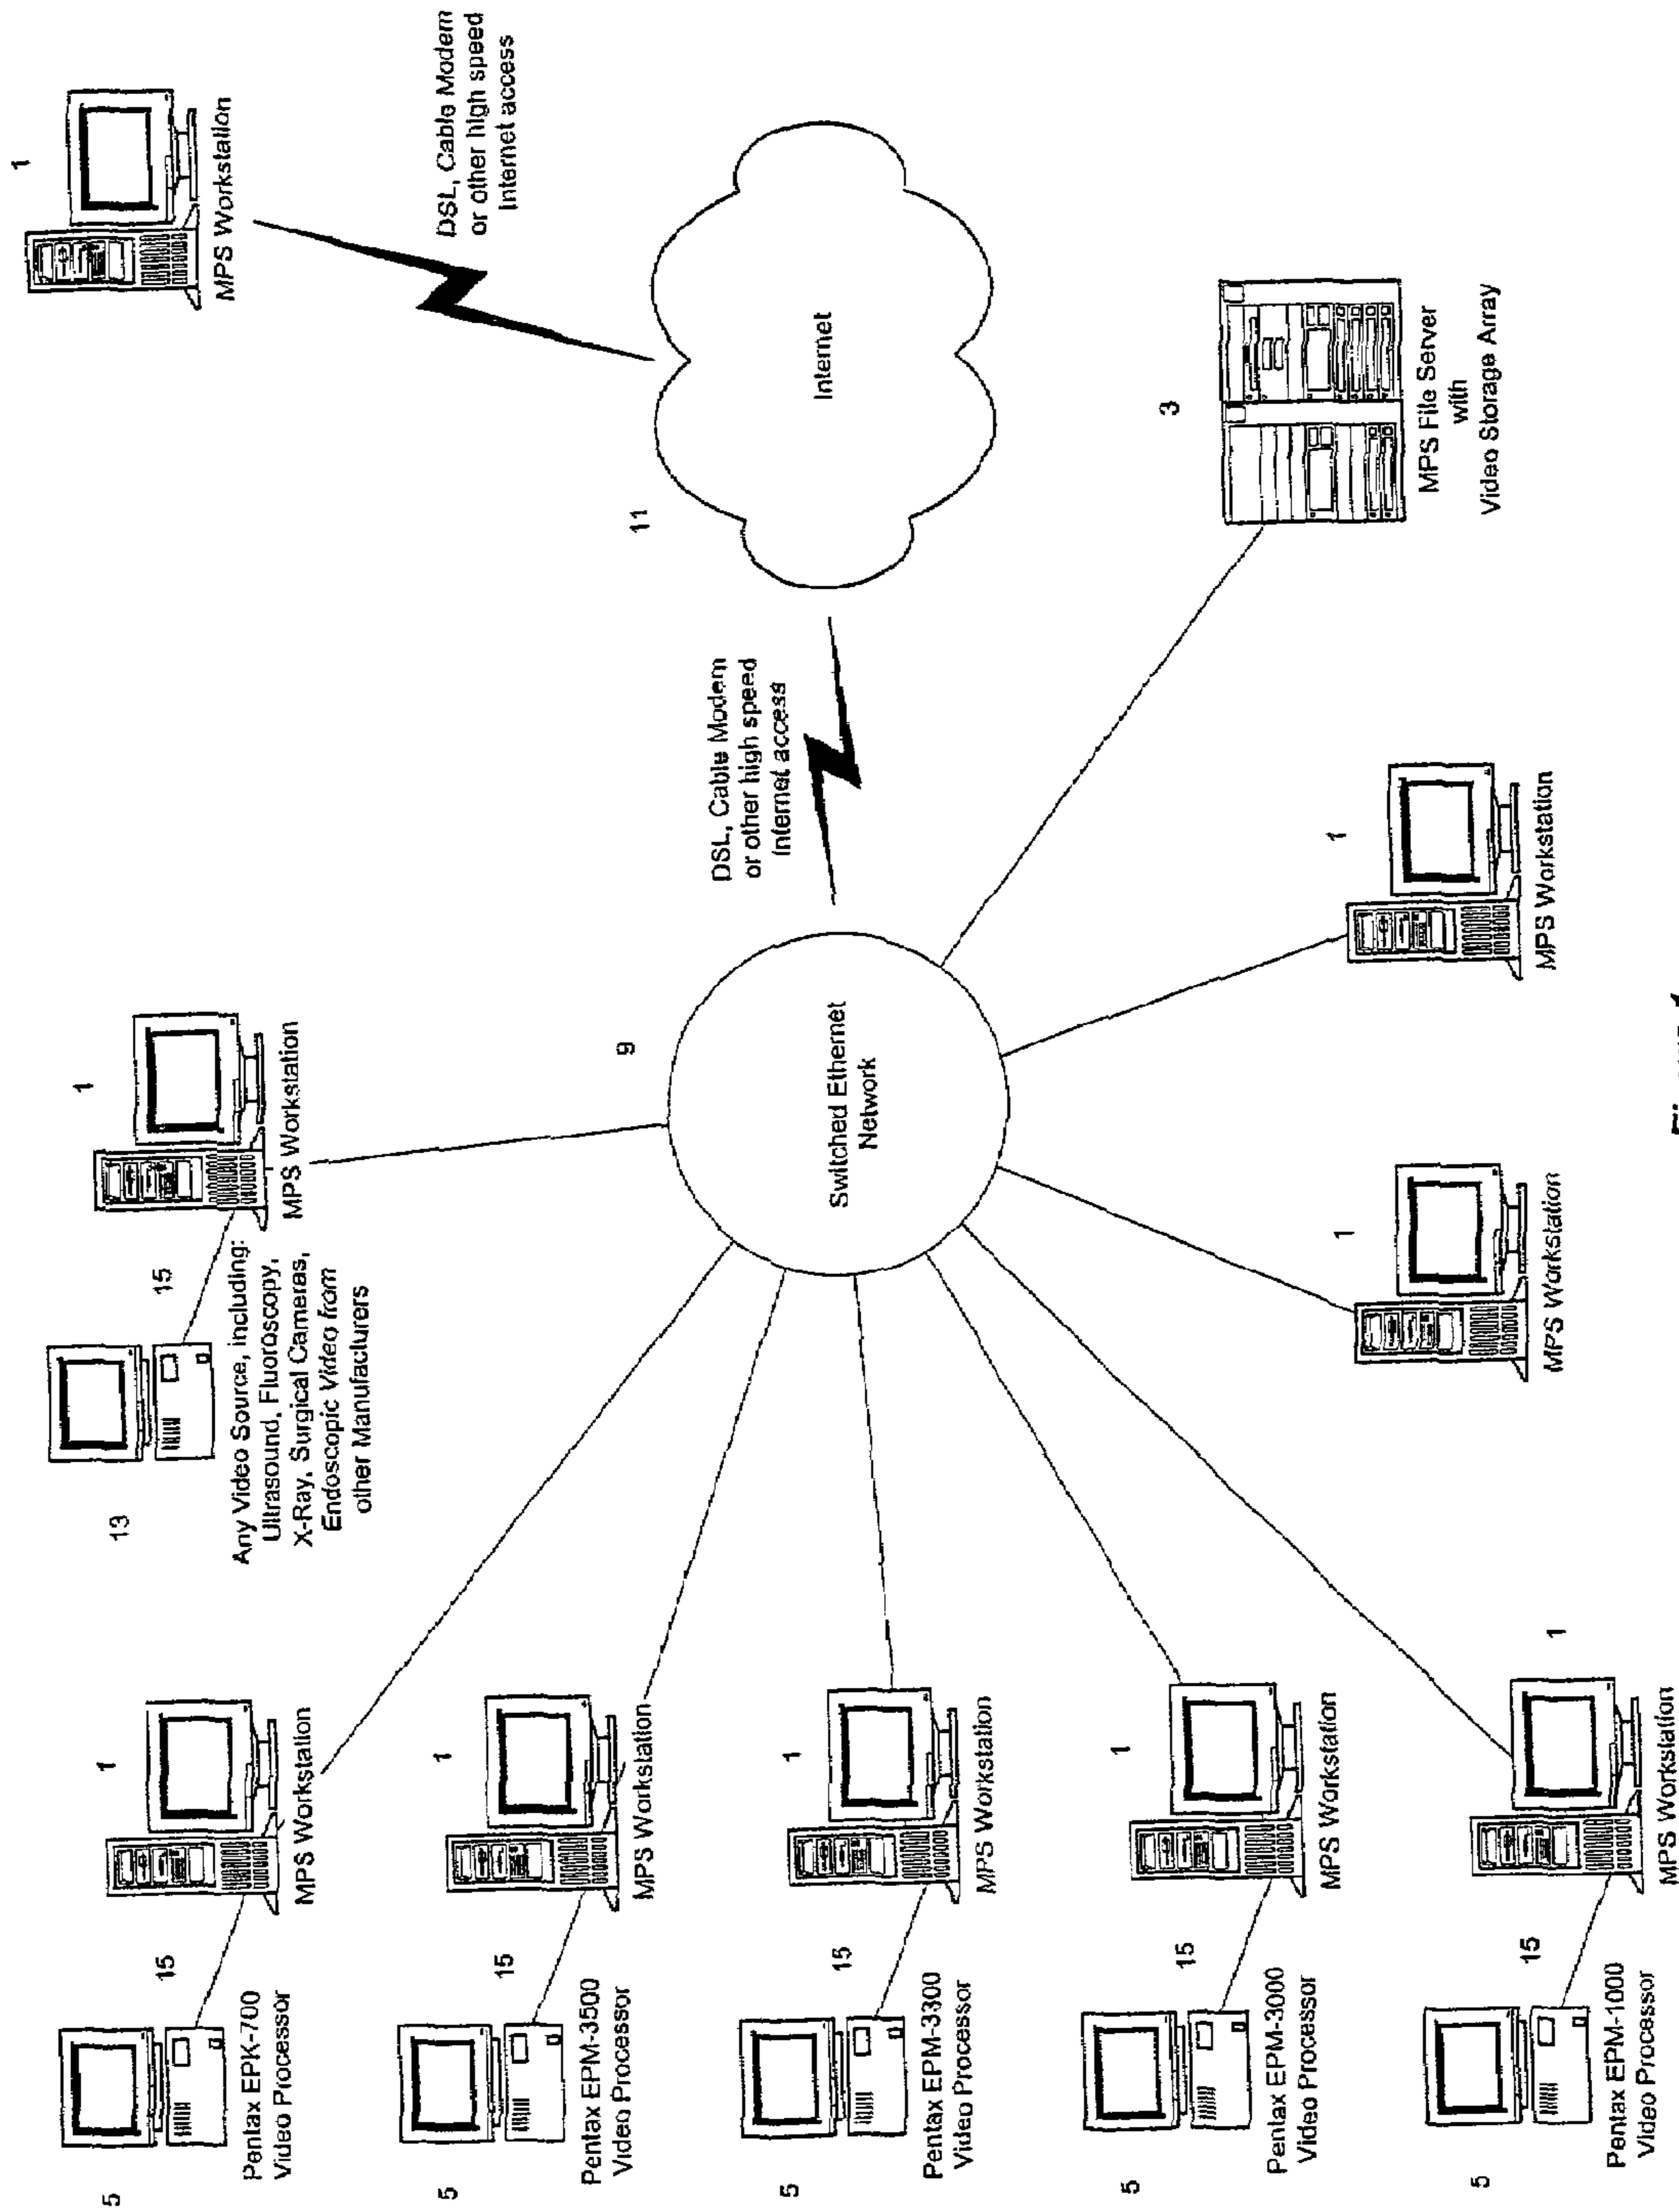 1
MPS Workstation
DSL, Cable Modem
or other high speed
Internet access
13
15
1
MPS Workstation
Any Video Source, including:
Ultrasound, Fluoroscopy,
X-Ray, Surgical Cameras,
Endoscopic Video from
other Manufacturers
5
15
1
Pentax EPK-700
Video Processor
MPS Workstation
5
15
1
Pentax EPM-3500
Video Processor
MPS Workstation
5
15
1
Pentax EPM-3300
Video Processor
MPS Workstation
5
15
1
Pentax EPM-3000
Video Processor
MPS Workstation
5
15
1
Pentax EPM-1000
Video Processor
MPS Workstation
9
Switched Ethernet
Network
DSL, Cable Modem
or other high speed
Internet access
11
Internet
3
MPS File Server
with
Video Storage Array
1
MPS Workstation
1
MPS Workstation
Figure 1